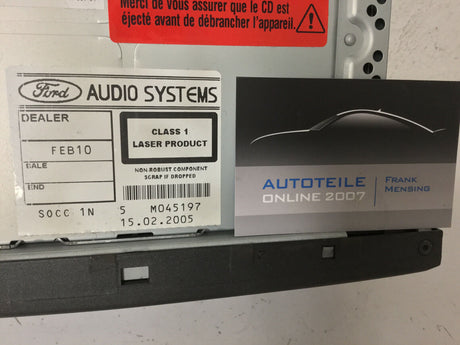 Merci de vous assurer que le CD est
éjecté avant de débrancher l'appareil.
Ford AUDIO SYSTEMS
DEALER
FEB10
SALE
END
SOCC 1N
CLASS 1
LASER PRODUCT
NON ROBUST COMPONENT
SCRAP IF DROPPED
5 M045197
15.02.2005
AUTOTEILE
ONLINE 2007
FRANK
MENSING